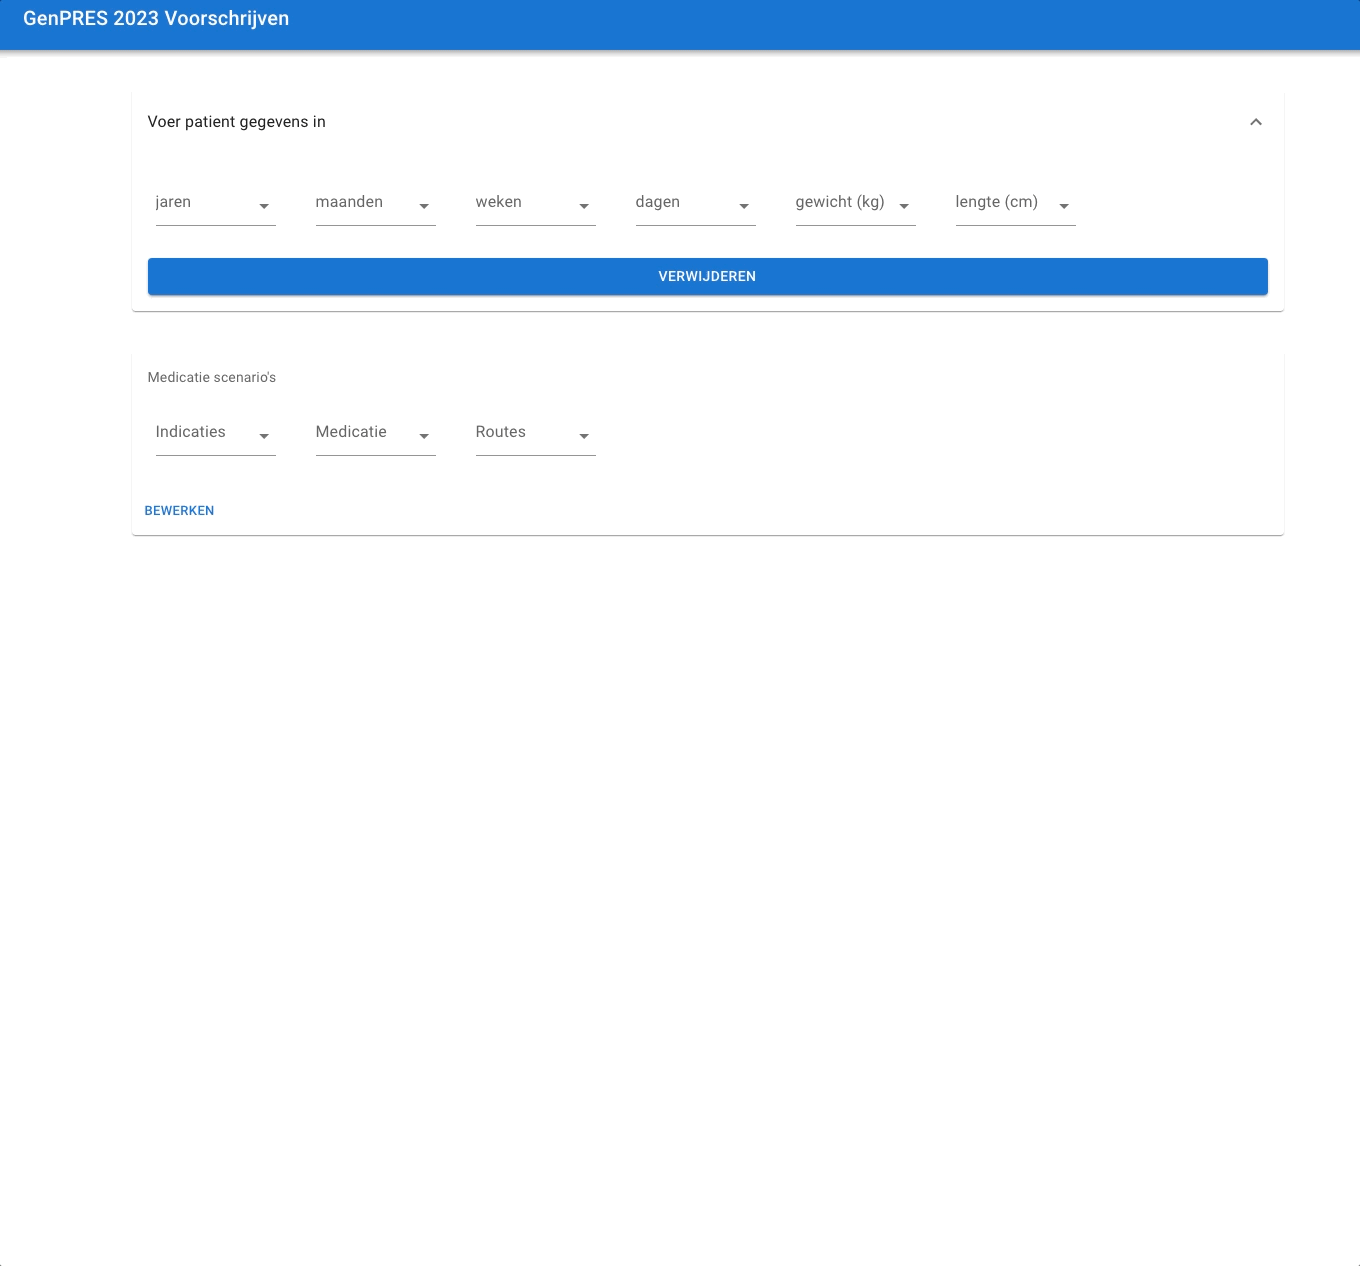 GenPRES 2023 Voorschrijven
Voer patient gegevens in
jaren maanden weken dagen gewicht (kg) lengte (cm)
VERWIJDEREN
Medicatie scenario's
Indicaties Medicatie Routes
BEWERKEN